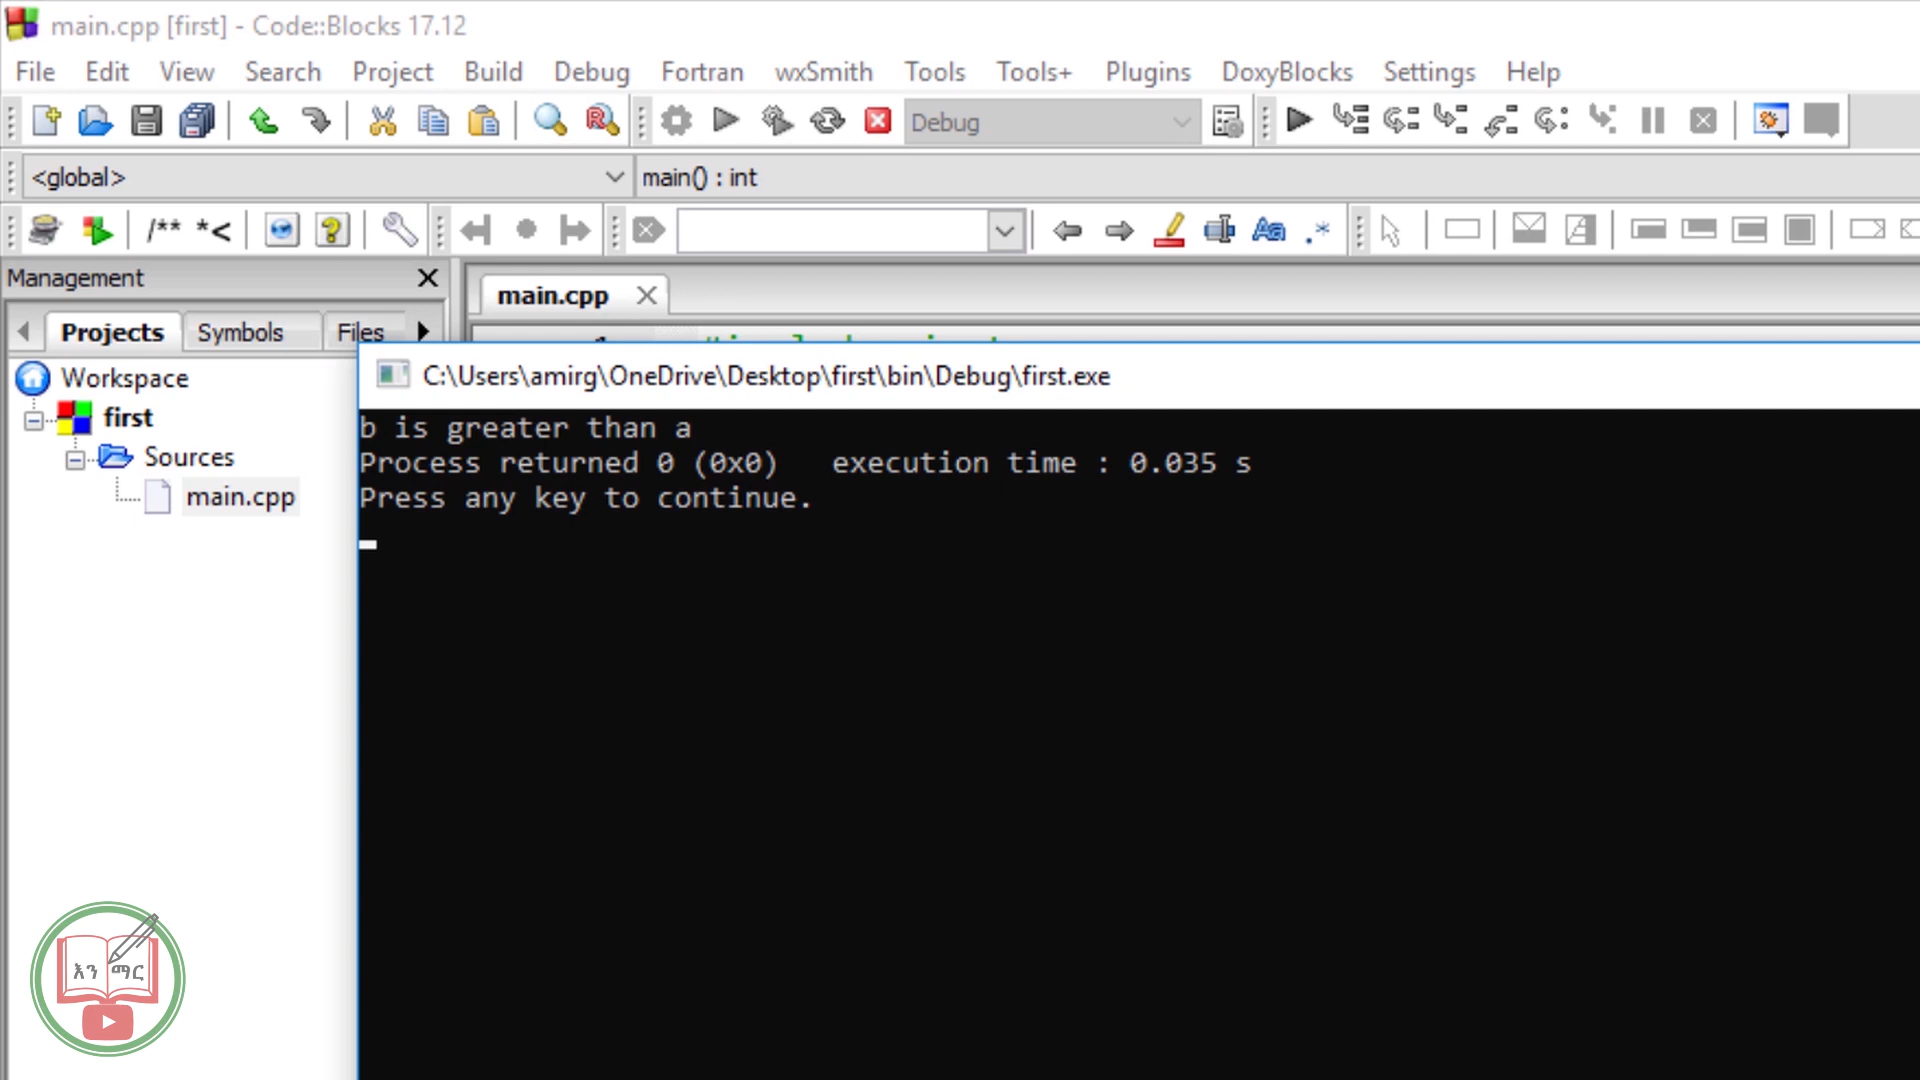 main.cpp [first] - Code::Blocks 17.12
File Edit View Search Project Build Debug Fortran wxSmith Tools Tools+ Plugins DoxyBlocks Settings Help
Debug
<global> main() : int
/** *<
Management
main.cpp
Projects Symbols Files
C:\Users\amirg\OneDrive\Desktop\first\bin\Debug\first.exe
Workspace
first
Sources
main.cpp
b is greater than a
Process returned 0 (0x0)   execution time : 0.035 s
Press any key to continue.
እን ማር